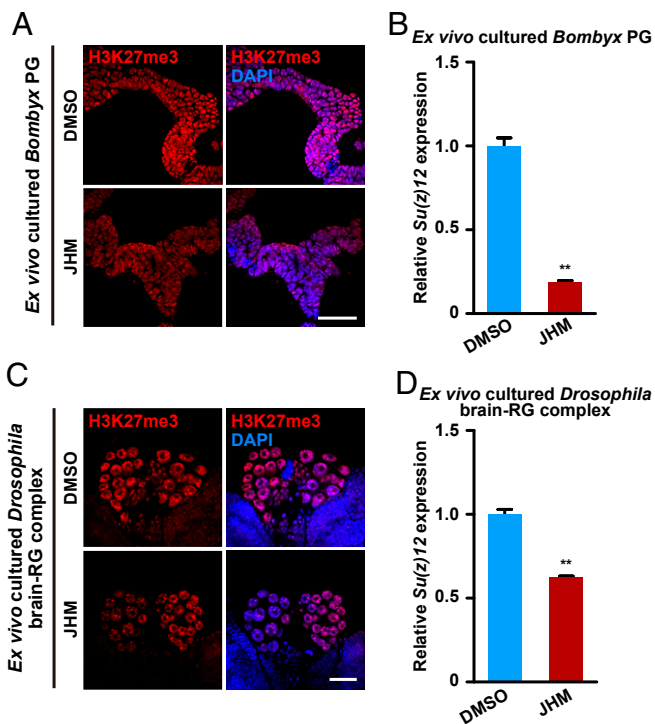 A
H3K27me3
H3K27me3
DAPI
DMSO
JHM
Ex vivo cultured Bombyx PG
B
Ex vivo cultured Bombyx PG
Relative Su(z)12 expression
1.5
1.0
0.5
0
**
DMSO
JHM
C
H3K27me3
H3K27me3
DAPI
DMSO
JHM
Ex vivo cultured Drosophila
brain-RG complex
D
Ex vivo cultured Drosophila
brain-RG complex
Relative Su(z)12 expression
1.5
1.0
0.5
0
**
DMSO
JHM